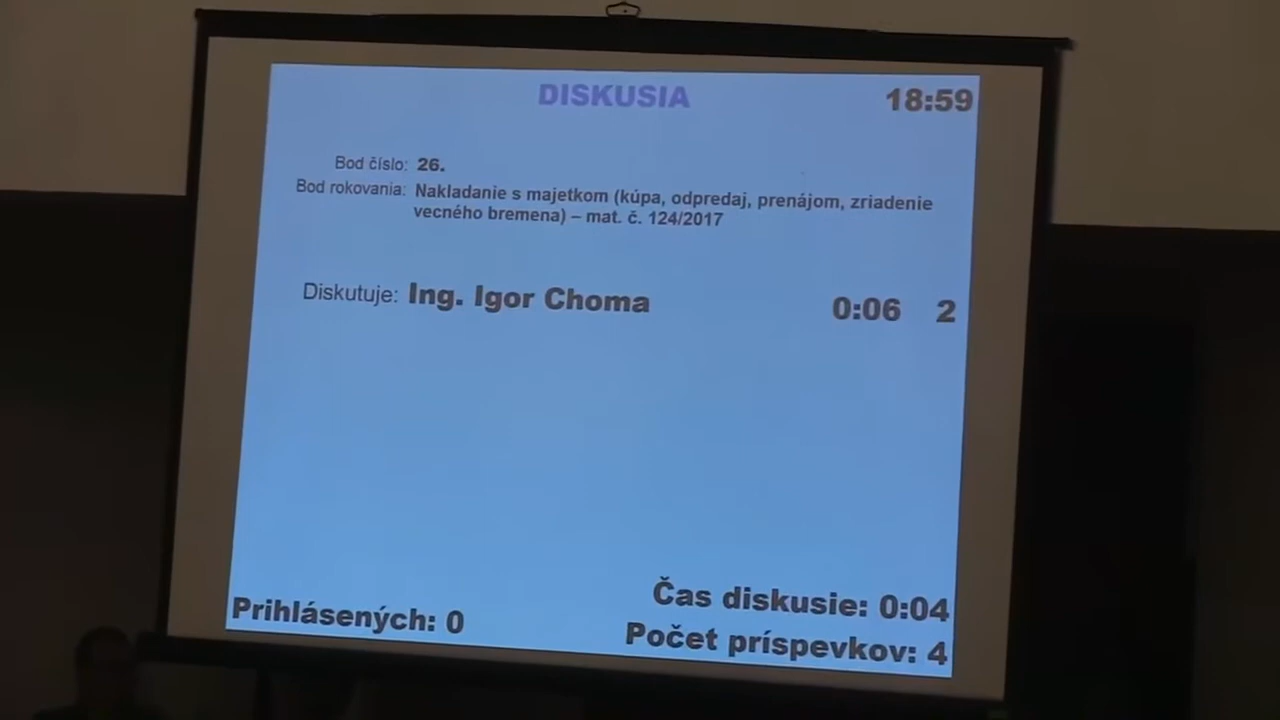 DISKUSIA 18:59
Bod číslo: 26.
Bod rokovania: Nakladanie s majetkom (kúpa, odpredaj, prenájom, zriadenie
vecného bremena) – mat. č. 124/2017
Diskutuje: Ing. Igor Choma 0:06 2
Čas diskusie: 0:04
Prihlásených: 0
Počet príspevkov: 4